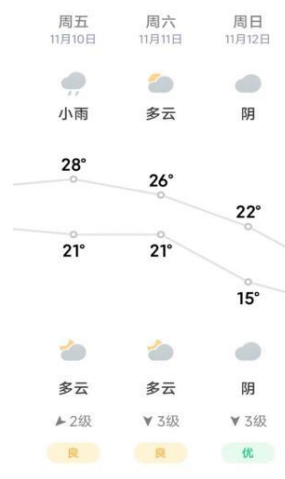 周五 周六 周日
11月10日 11月11日 11月12日
小雨 多云 阴
28° 26° 22°
21° 21° 15°
多云 多云 阴
2级 3级 3级
良 良 优